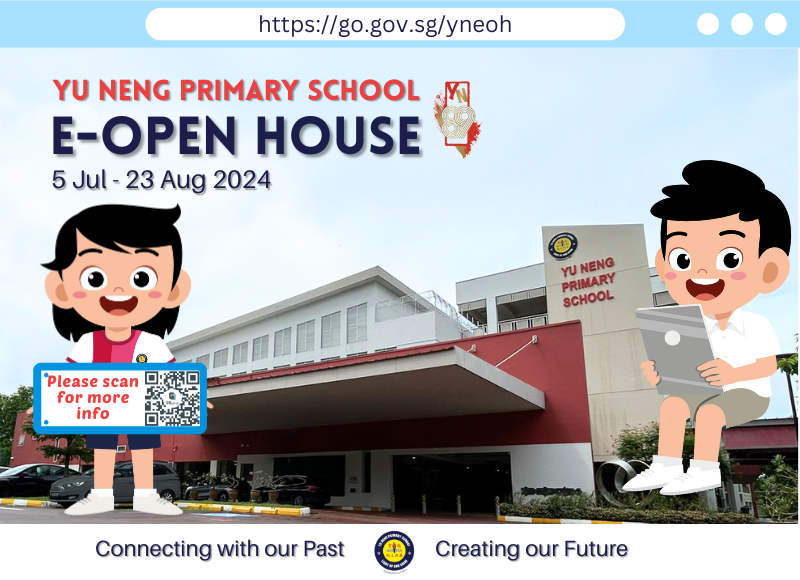 https://go.gov.sg/yneoh
YU NENG PRIMARY SCHOOL
E-OPEN HOUSE
5 Jul - 23 Aug 2024
YU NENG
PRIMARY
SCHOOL
Please scan
for more
info
Connecting with our Past
Creating our Future